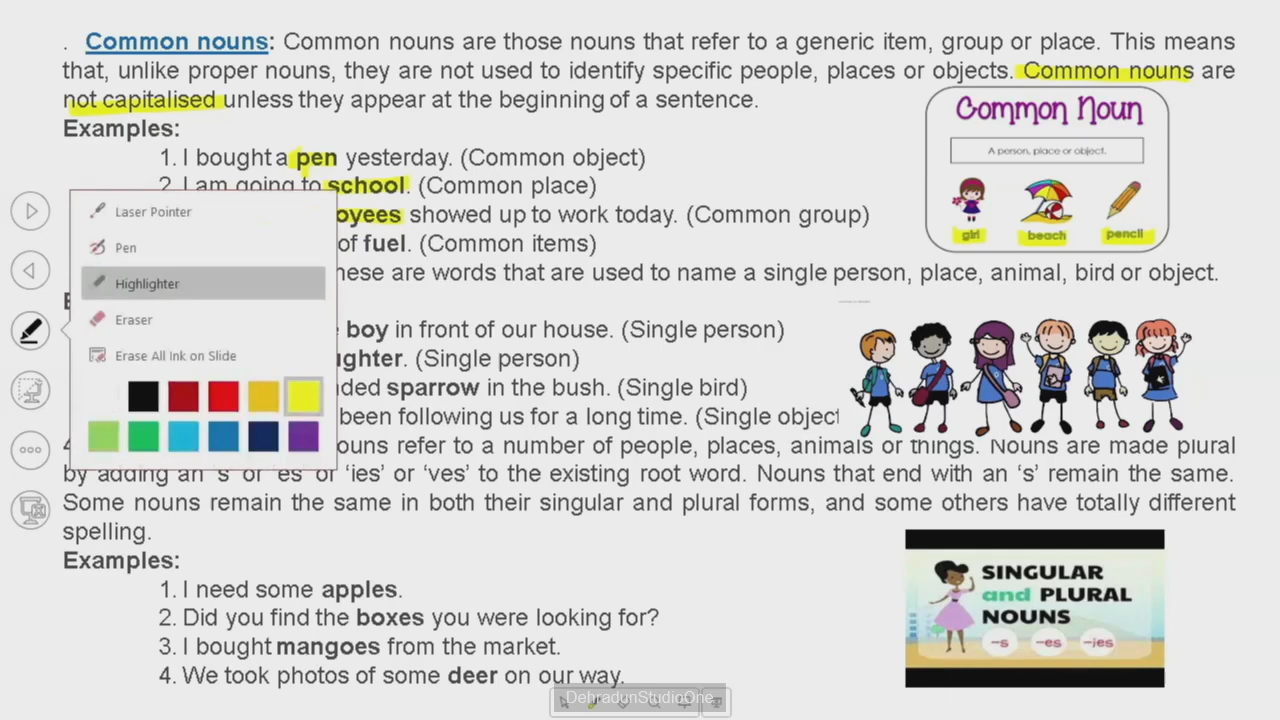 . Common nouns: Common nouns are those nouns that refer to a generic item, group or place. This means
that, unlike proper nouns, they are not used to identify specific people, places or objects. Common nouns are
not capitalised unless they appear at the beginning of a sentence.
Examples:
1. I bought a pen yesterday. (Common object)
2. I am going to school. (Common place)
oyees showed up to work today. (Common group)
of fuel. (Common items)
hese are words that are used to name a single person, place, animal, bird or object.
boy in front of our house. (Single person)
ughter. (Single person)
ded sparrow in the bush. (Single bird)
been following us for a long time. (Single object
ouns refer to a number of people, places, animals or things. Nouns are made plural
by adding an ‘s’ or ‘es’ or ‘ies’ or ‘ves’ to the existing root word. Nouns that end with an ‘s’ remain the same.
Some nouns remain the same in both their singular and plural forms, and some others have totally different
spelling.
Examples:
1. I need some apples.
2. Did you find the boxes you were looking for?
3. I bought mangoes from the market.
4. We took photos of some deer on our way.
Laser Pointer
Pen
Highlighter
Eraser
Erase All Ink on Slide
Common Noun
A person, place or object.
girl beach pencil
SINGULAR
and PLURAL
NOUNS
-s -es -ies
DehradunStudioOne